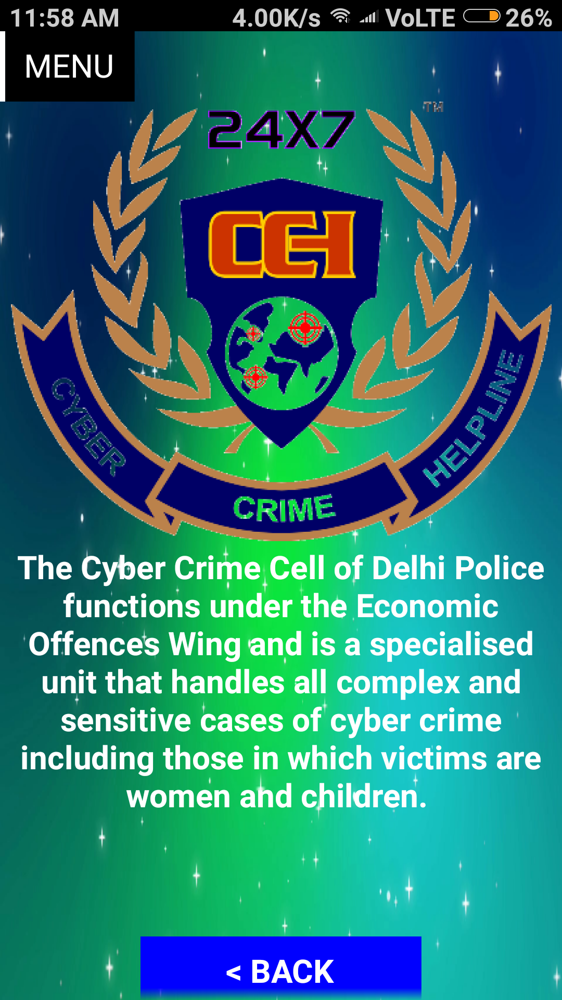 11:58 AM 4.00K/s VoLTE 26%
MENU
TM
24X7
CCH
CYBER
CRIME
HELPLINE
The Cyber Crime Cell of Delhi Police
functions under the Economic
Offences Wing and is a specialised
unit that handles all complex and
sensitive cases of cyber crime
including those in which victims are
women and children.
< BACK